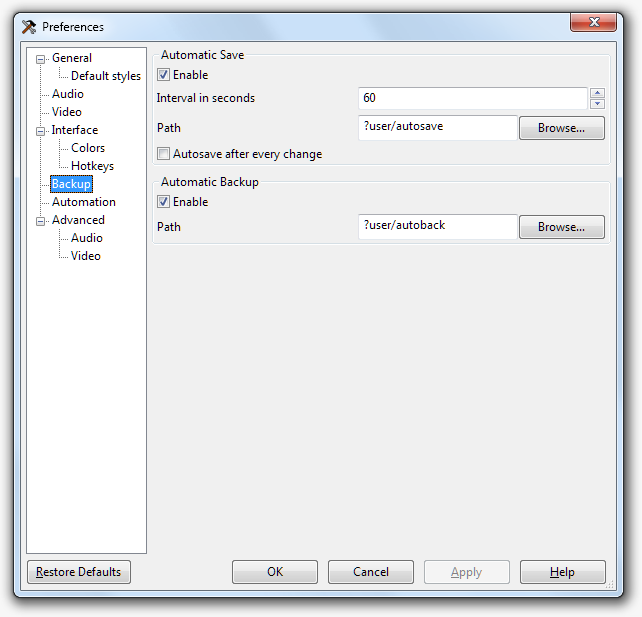 Preferences
General
Default styles
Audio
Video
Interface
Colors
Hotkeys
Backup
Automation
Advanced
Audio
Video
Automatic Save
Enable
Interval in seconds 60
Path ?user/autosave Browse...
Autosave after every change
Automatic Backup
Enable
Path ?user/autoback Browse...
Restore Defaults OK Cancel Apply Help